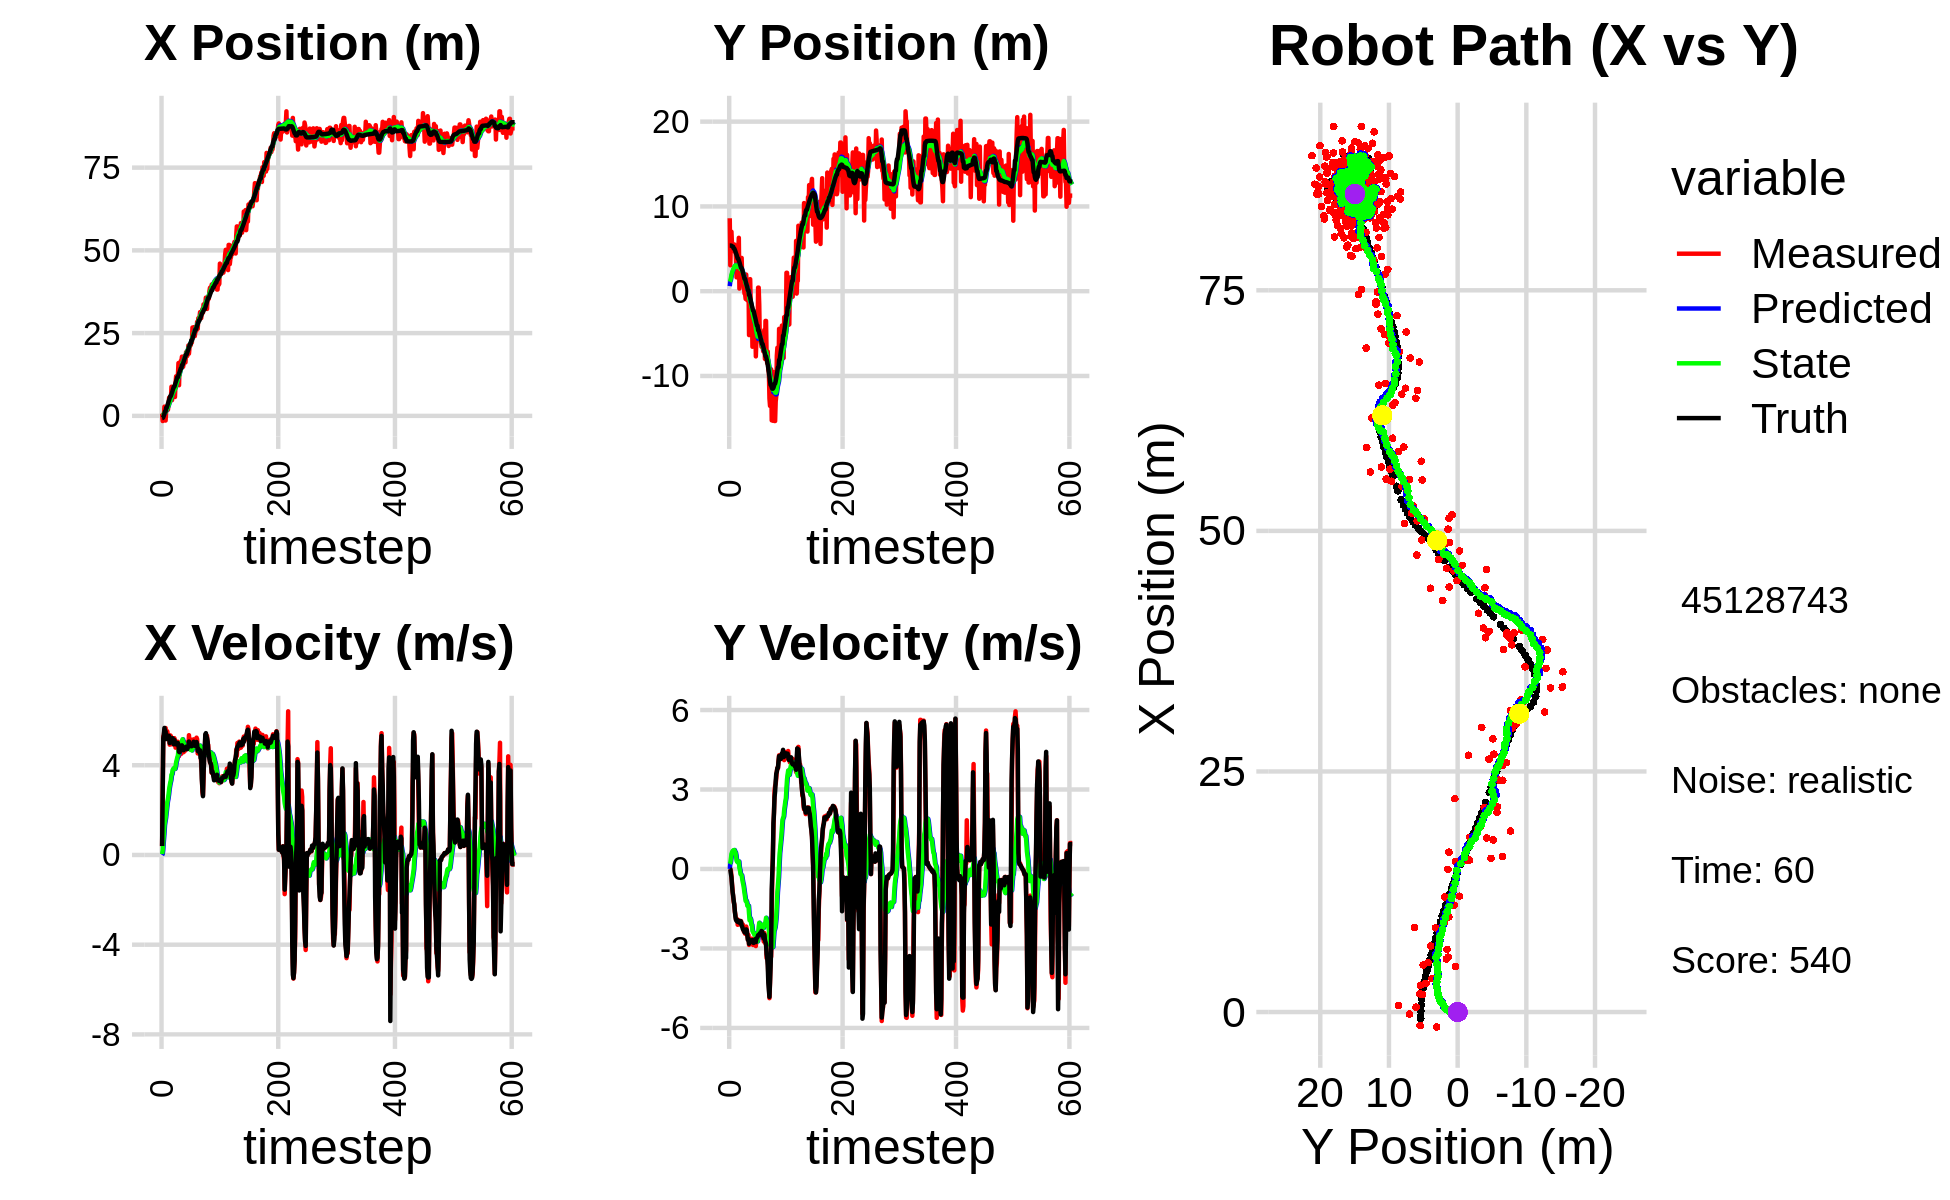 X Position (m)
75
50
25
0
0
200
400
600
timestep
Y Position (m)
20
10
0
-10
0
200
400
600
timestep
X Velocity (m/s)
4
0
-4
-8
0
200
400
600
timestep
Y Velocity (m/s)
6
3
0
-3
-6
0
200
400
600
timestep
Robot Path (X vs Y)
X Position (m)
75
50
25
0
20 10 0 -10 -20
Y Position (m)
variable
Measured
Predicted
State
Truth
45128743
Obstacles: none
Noise: realistic
Time: 60
Score: 540